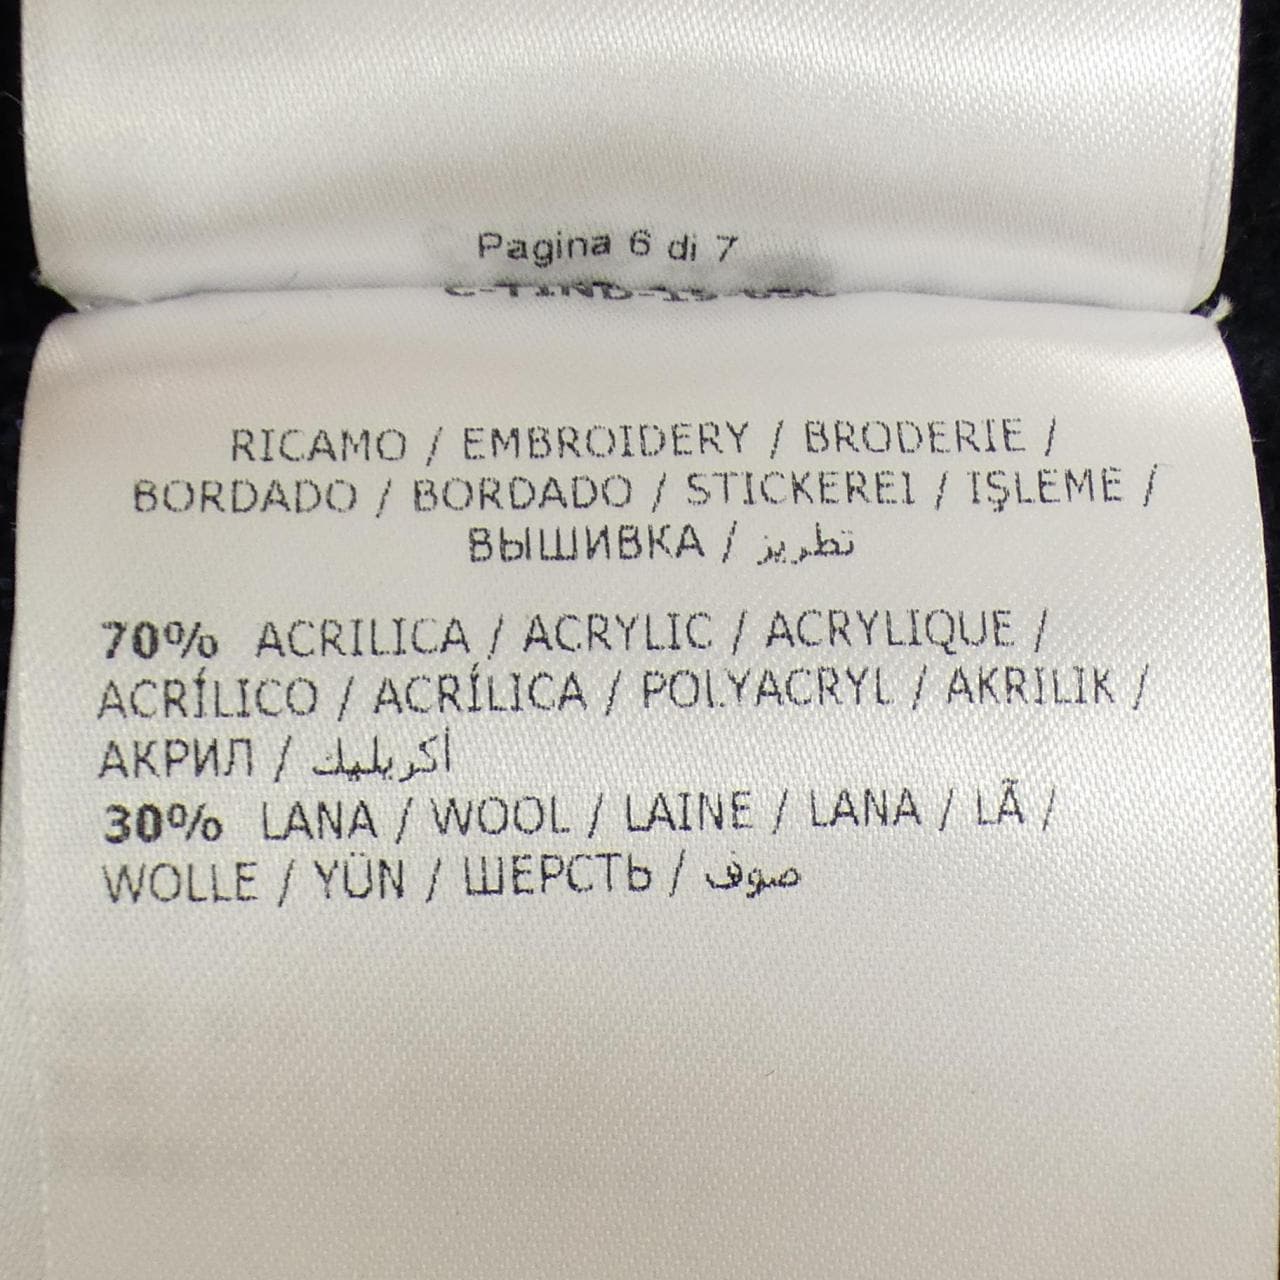 Pagina 6 di 7
RICAMO / EMBROIDERY / BRODERIE /
BORDADO / BORDADO / STICKEREI / IŞLEME /
ВЫШИВКА / تطريز
70% ACRILICA / ACRYLIC / ACRYLIQUE /
ACRÍLICO / ACRÍLICA / POLYACRYL / AKRILIK /
АКРИЛ / أكريليك
30% LANA / WOOL / LAINE / LANA / LÃ /
WOLLE / YÜN / ШЕРСТЬ / صوف